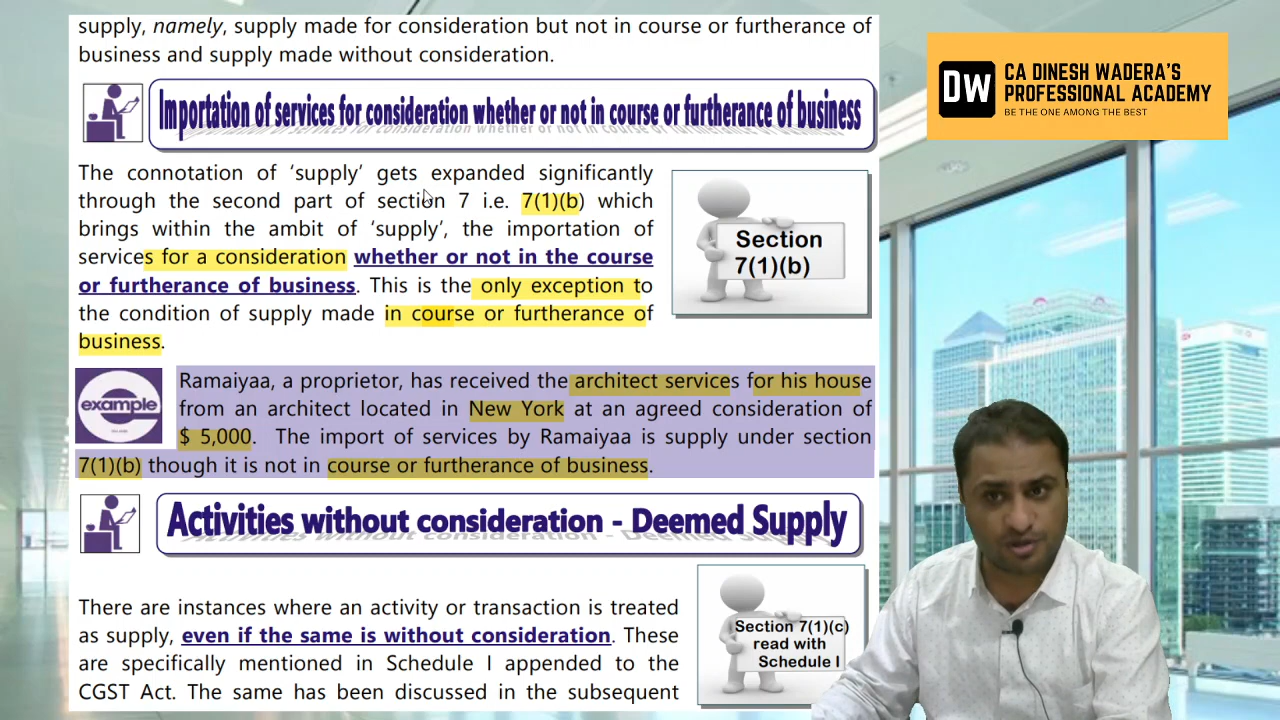 supply, namely, supply made for consideration but not in course or furtherance of
business and supply made without consideration.
Importation of services for consideration whether or not in course or furtherance of business
The connotation of ‘supply’ gets expanded significantly
through the second part of section 7 i.e. 7(1)(b) which
brings within the ambit of ‘supply’, the importation of
services for a consideration whether or not in the course
or furtherance of business. This is the only exception to
the condition of supply made in course or furtherance of
business.
Section
7(1)(b)
example
Ramaiyaa, a proprietor, has received the architect services for his house
from an architect located in New York at an agreed consideration of
$ 5,000. The import of services by Ramaiyaa is supply under section
7(1)(b) though it is not in course or furtherance of business.
Activities without consideration - Deemed Supply
There are instances where an activity or transaction is treated
as supply, even if the same is without consideration. These
are specifically mentioned in Schedule I appended to the
CGST Act. The same has been discussed in the subsequent
Section 7(1)(c)
read with
Schedule I
DW
CA DINESH WADERA'S
PROFESSIONAL ACADEMY
BE THE ONE AMONG THE BEST